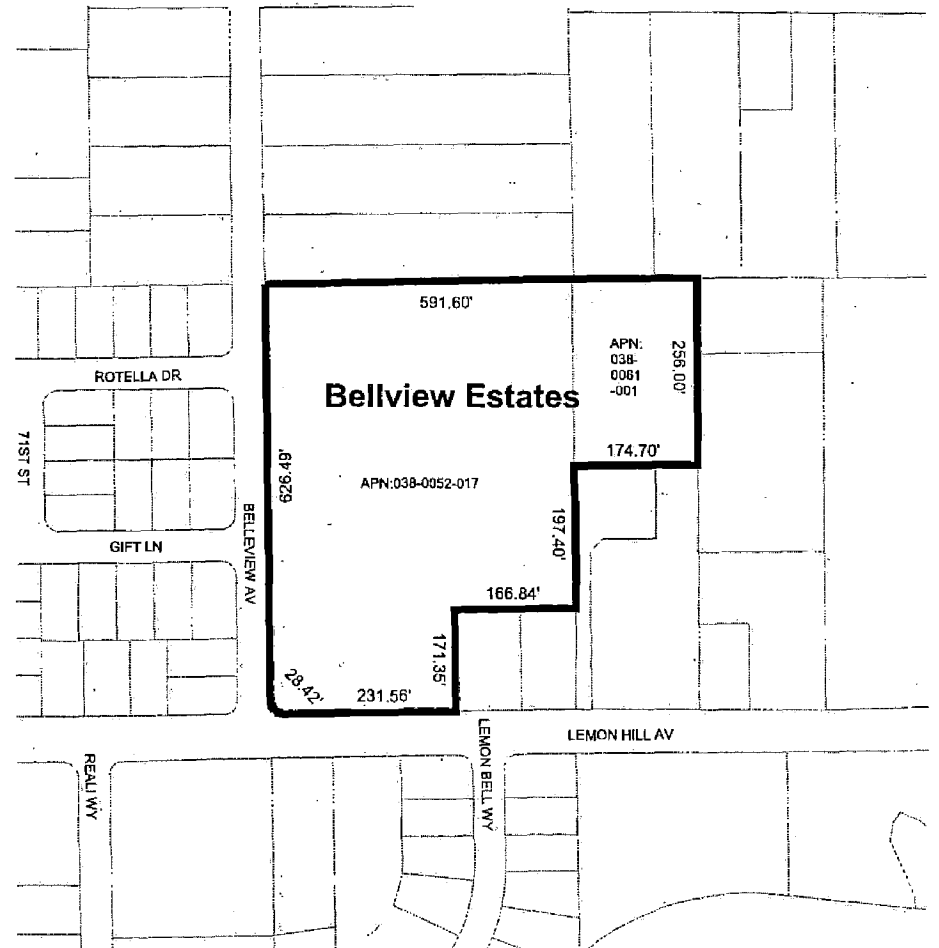 591.60'
APN:
038-
0061
-001
256.00'
ROTELLA DR
Bellview Estates
71ST ST
174.70'
626.49'
APN:038-0052-017
197.40'
BELLEVIEW AV
GIFT LN
166.84'
171.35'
28.42'
231.56'
LEMON HILL AV
LEMON BELL WY
REALI WY